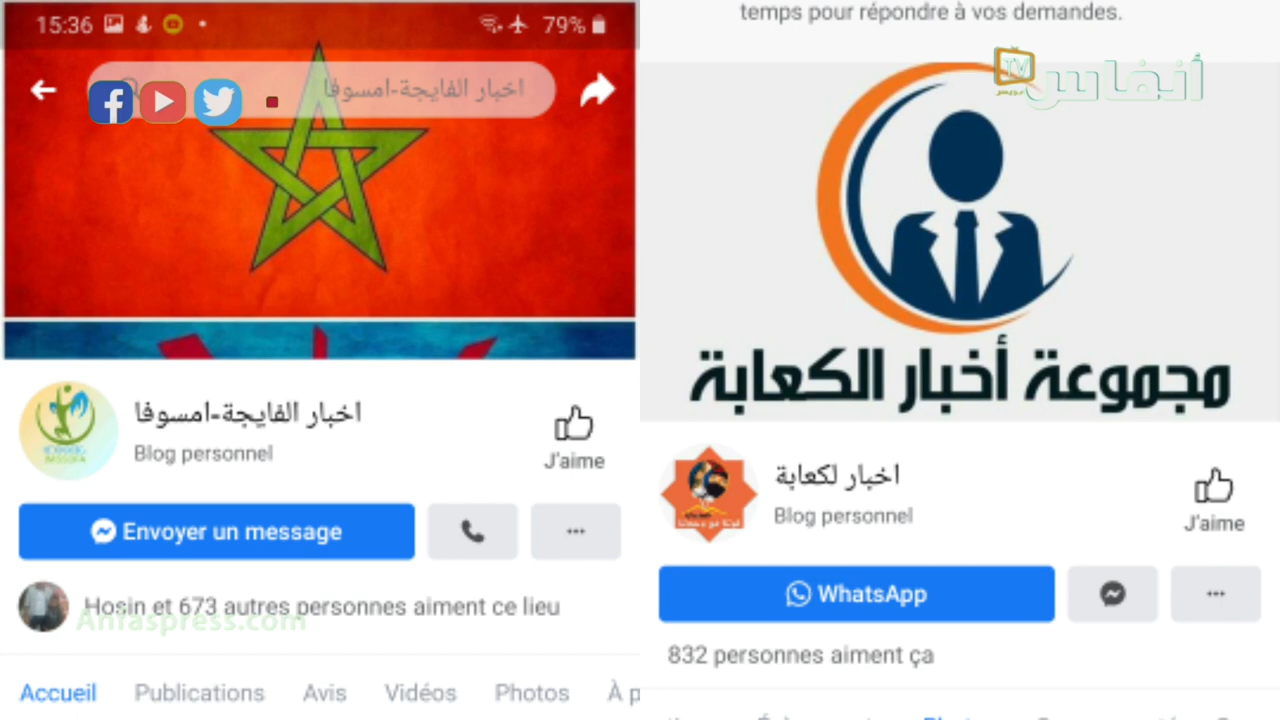 15:36
79%
اخبار الفايجة-امسوفا
اخبار الفايجة-امسوفا
Blog personnel
J'aime
Envoyer un message
Hosin et 673 autres personnes aiment ce lieu
Anfaspress.com
Accueil Publications Avis Vidéos Photos À p
temps pour répondre à vos demandes.
أنفاس TV
بريس
مجموعة أخبار الكعابة
اخبار لكعابة
Blog personnel
J'aime
WhatsApp
832 personnes aiment ça